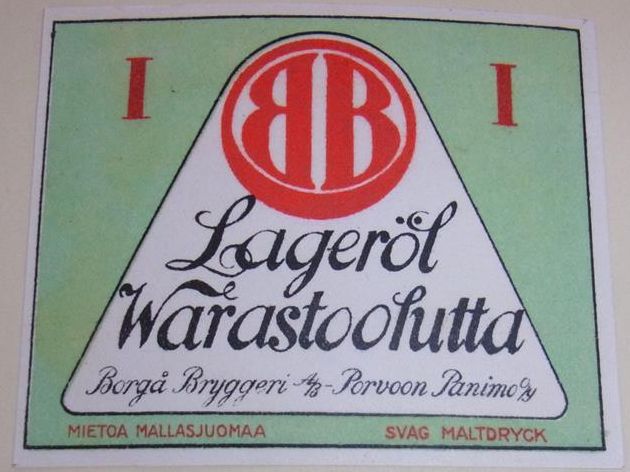 I BB I
Lageröl
Warastoolutta
Borgå Bryggeri A/B - Porvoon Panimo O/Y
MIETOA MALLASJUOMAA SVAG MALTDRYCK